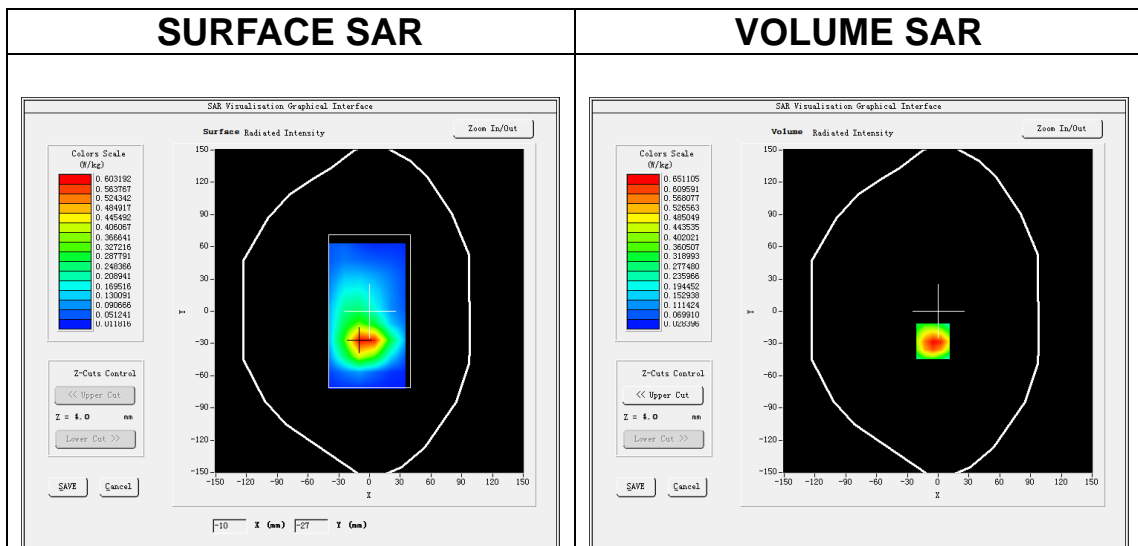 SURFACE SAR
VOLUME SAR
SAR Visualisation Graphical Interface
Surface Radiated Intensity
Zoom In/Out
Colors Scale
(W/kg)
0.603192
0.563767
0.524342
0.484917
0.445492
0.406067
0.366641
0.327216
0.287791
0.248366
0.208941
0.169516
0.130091
0.090666
0.051241
0.011816
150
120
90
60
30
0
-30
-60
-90
-120
-150
Y
-150 -120 -90 -60 -30 0 30 60 90 120 150
X
Z-Cuts Control
<< Upper Cut
Z = 4.0 mm
Lower Cut >>
SAVE Cancel
-10 X (mm) -27 Y (mm)
SAR Visualisation Graphical Interface
Volume Radiated Intensity
Zoom In/Out
Colors Scale
(W/kg)
0.651105
0.609591
0.568077
0.526563
0.485049
0.443535
0.402021
0.360507
0.318993
0.277480
0.235966
0.194452
0.152938
0.111424
0.069910
0.028396
150
120
90
60
30
0
-30
-60
-90
-120
-150
Y
-150 -120 -90 -60 -30 0 30 60 90 120 150
X
Z-Cuts Control
<< Upper Cut
Z = 4.0 mm
Lower Cut >>
SAVE Cancel